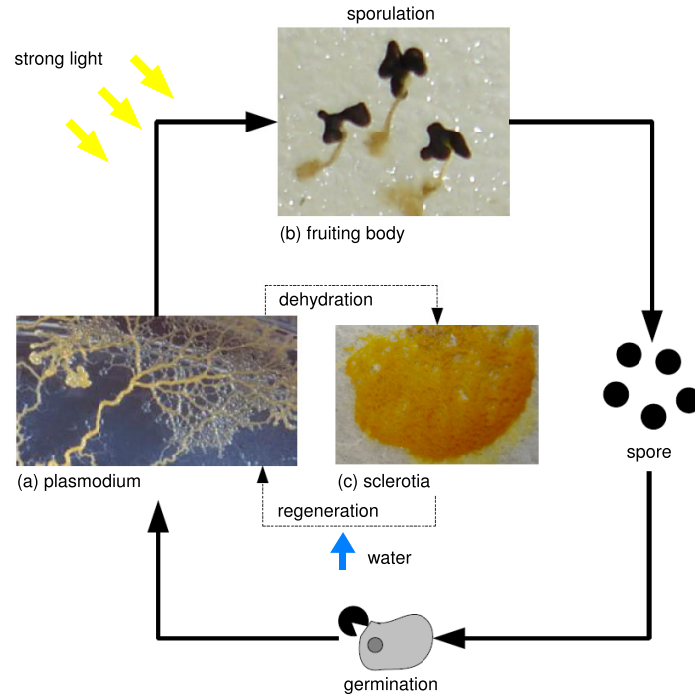 sporulation
strong light
(b) fruiting body
dehydration
(a) plasmodium
(c) sclerotia
spore
regeneration
water
germination